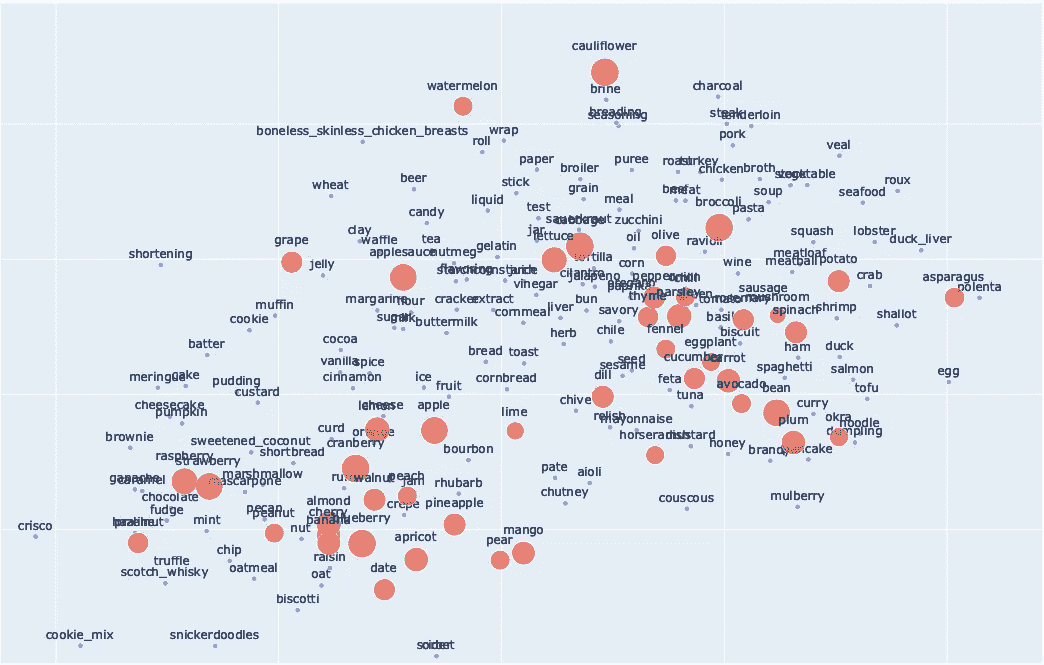 cauliflower
watermelon
charcoal
brine
breading
seasoning
steak
tenderloin
boneless_skinless_chicken_breasts
wrap
roll
pork
veal
paper
broiler
puree
roast
turkey
chicken
broth
steak
vegetable
roux
wheat
beer
stick
grain
meal
beef
meat
soup
seafood
broccoli
liquid
candy
test
sauerkraut
cabbage
zucchini
pasta
clay
waffle
tea
jar
lettuce
oil
olive
ravioli
squash
lobster
duck_liver
grape
shortening
applesauce
nutmeg
gelatin
tortilla
corn
wine
meatloaf
meatball
potato
jelly
flavoring
juice
cilantro
jalapeno
pepper
crab
asparagus
vinegar
oregano
paprika
sausage
polenta
muffin
margarine
flour
cracker
extract
liver
bun
thyme
parsley
tomato
rosemary
mushroom
shrimp
cookie
sugar
milk
buttermilk
cornmeal
savory
basil
spinach
shallot
herb
chile
fennel
biscuit
batter
cocoa
eggplant
ham
duck
vanilla
spice
bread
toast
seed
sesame
cucumber
carrot
spaghetti
salmon
egg
meringue
cake
pudding
custard
cinnamon
ice
fruit
cornbread
dill
feta
avocado
bean
tofu
cheesecake
pumpkin
lemon
cheese
apple
lime
chive
tuna
curry
relish
mayonnaise
plum
okra
noodle
dumpling
brownie
sweetened_coconut
curd
orange
cranberry
shortbread
bourbon
horseradish
mustard
honey
brandy
pancake
raspberry
strawberry
ganache
caramel
marshmallow
mascarpone
walnut
peach
jam
rhubarb
pate
aioli
chocolate
fudge
pecan
peanut
almond
cherry
crepe
pineapple
chutney
couscous
mulberry
crisco
mint
nut
banana
blueberry
chip
raisin
apricot
pear
mango
truffle
scotch_whisky
oatmeal
oat
date
biscotti
cookie_mix
snickerdoodles